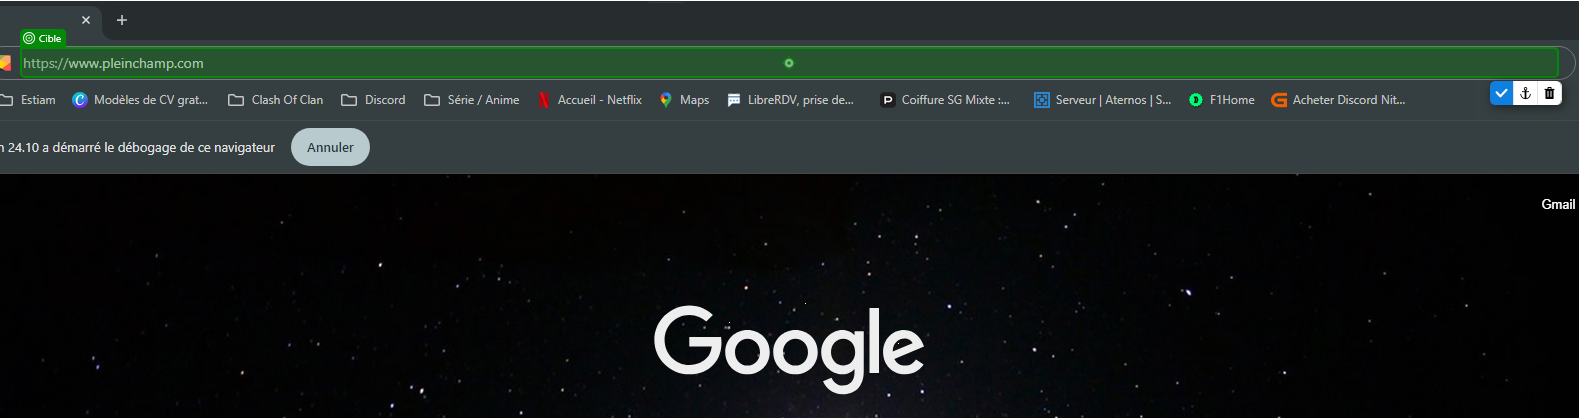 Cible
https://www.pleinchamp.com
Estiam Modèles de CV grat... Clash Of Clan Discord Série / Anime Accueil - Netflix Maps LibreRDV, prise de... Coiffure SG Mixte :... Serveur | Aternos | S... F1Home Acheter Discord Nit...
24.10 a démarré le débogage de ce navigateur Annuler
Gmail
Google